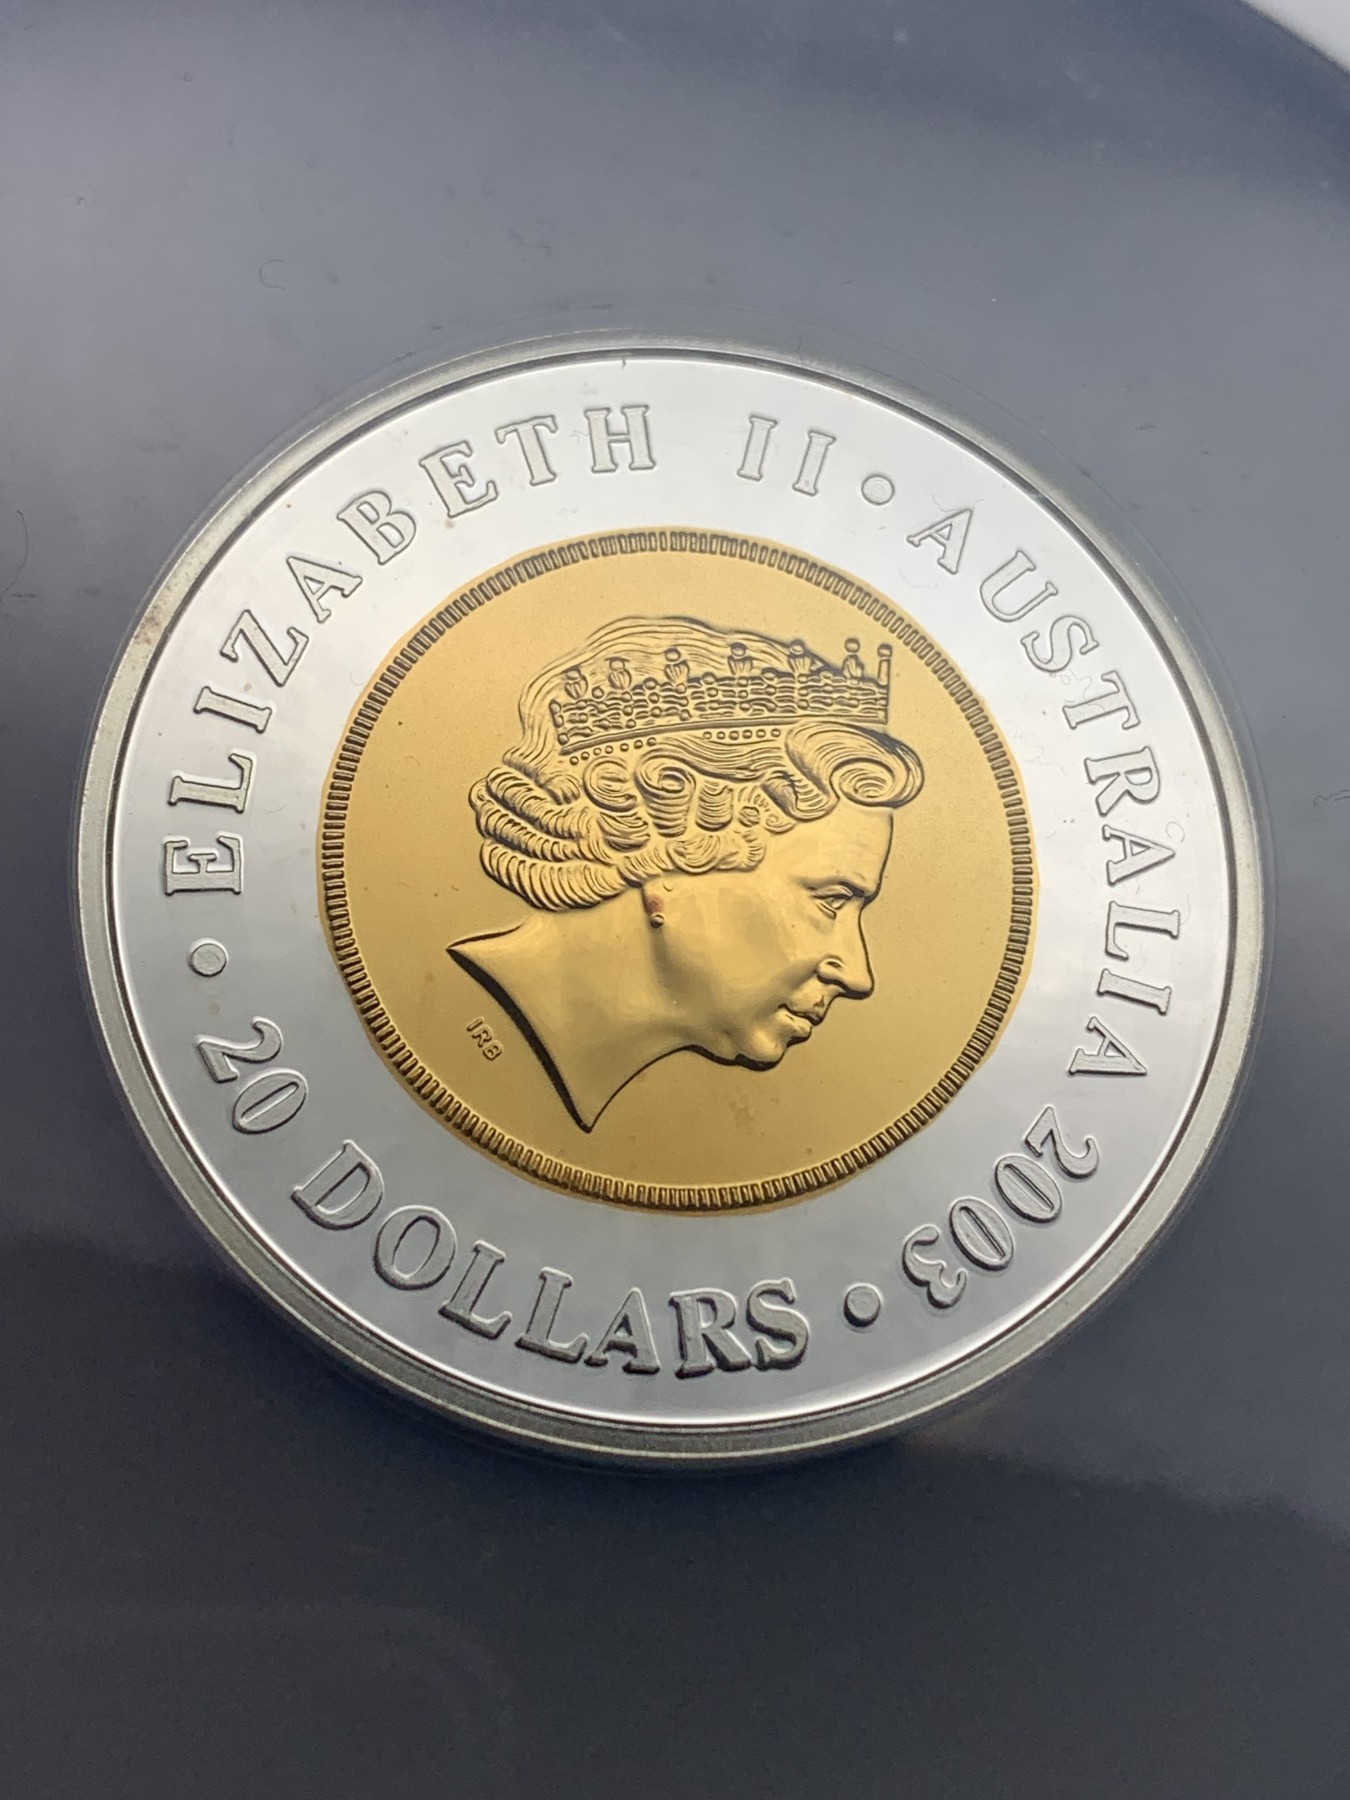 ELIZABETH II • AUSTRALIA 2003 • 20 DOLLARS •
IRB